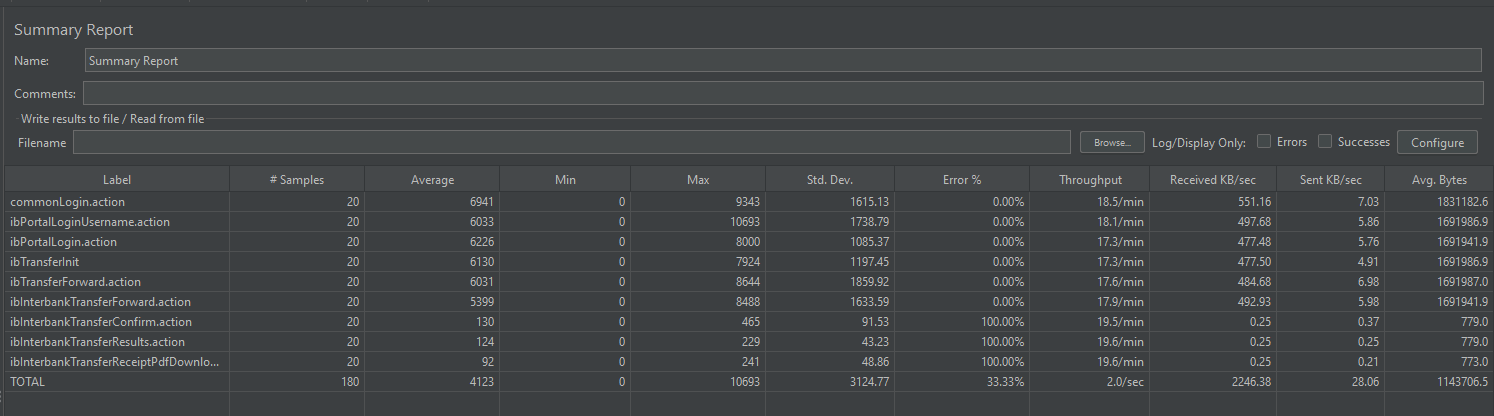 Summary Report
Name: Summary Report
Comments:
Write results to file / Read from file
Filename Browse... Log/Display Only: Errors Successes Configure
Label # Samples Average Min Max Std. Dev. Error % Throughput Received KB/sec Sent KB/sec Avg. Bytes
commonLogin.action 20 6941 0 9343 1615.13 0.00% 18.5/min 551.16 7.03 1831182.6
ibPortalLoginUsername.action 20 6033 0 10693 1738.79 0.00% 18.1/min 497.68 5.86 1691986.9
ibPortalLogin.action 20 6226 0 8000 1085.37 0.00% 17.3/min 477.48 5.76 1691941.9
ibTransferInit 20 6130 0 7924 1197.45 0.00% 17.3/min 477.50 4.91 1691986.9
ibTransferForward.action 20 6031 0 8644 1859.92 0.00% 17.6/min 484.68 6.98 1691987.0
ibInterbankTransferForward.action 20 5399 0 8488 1633.59 0.00% 17.9/min 492.93 5.98 1691941.9
ibInterbankTransferConfirm.action 20 130 0 465 91.53 100.00% 19.5/min 0.25 0.37 779.0
ibInterbankTransferResults.action 20 124 0 229 43.23 100.00% 19.6/min 0.25 0.25 779.0
ibInterbankTransferReceiptPdfDownlo... 20 92 0 241 48.86 100.00% 19.6/min 0.25 0.21 773.0
TOTAL 180 4123 0 10693 3124.77 33.33% 2.0/sec 2246.38 28.06 1143706.5